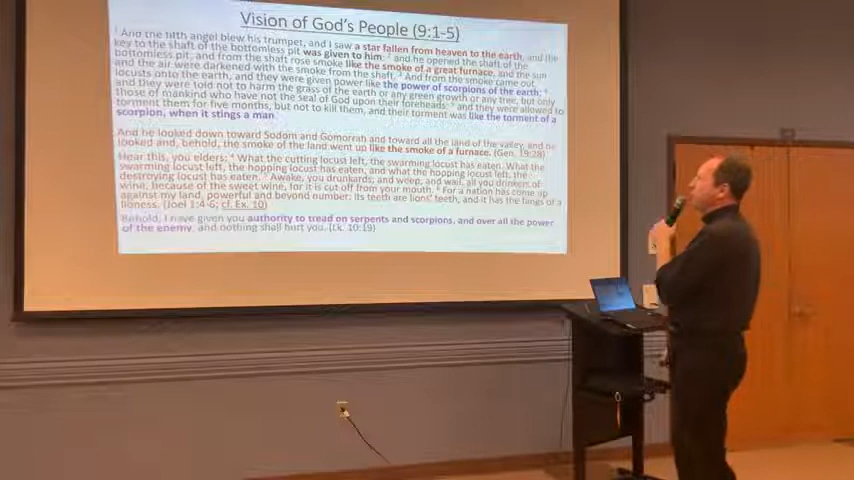 Vision of God's People (9:1-5)
1 And the fifth angel blew his trumpet, and I saw a star fallen from heaven to the earth, and the
key to the shaft of the bottomless pit was given to him; 2 and he opened the shaft of the
bottomless pit, and from the shaft rose smoke like the smoke of a great furnace, and the sun
and the air were darkened with the smoke from the shaft. 3 And from the smoke came out
locusts onto the earth, and they were given power like the power of scorpions of the earth; 4
and they were told not to harm the grass of the earth or any green growth or any tree, but only
those of mankind who have not the seal of God upon their foreheads; 5 and they were allowed to
torment them for five months, but not to kill them, and their torment was like the torment of a
scorpion, when it stings a man.
And he looked down toward Sodom and Gomorrah and toward all the land of the valley, and he
looked and, behold, the smoke of the land went up like the smoke of a furnace. (Gen. 19:28)
Hear this, you elders; 4 What the cutting locust left, the swarming locust has eaten. What the
swarming locust left, the hopping locust has eaten, and what the hopping locust left, the
destroying locust has eaten. 5 Awake, you drunkards, and weep, and wail, all you drinkers of
wine, because of the sweet wine, for it is cut off from your mouth. 6 For a nation has come up
against my land, powerful and beyond number; its teeth are lions' teeth, and it has the fangs of a
lioness. (Joel 1:4-6; cf. Ex. 10)
Behold, I have given you authority to tread on serpents and scorpions, and over all the power
of the enemy, and nothing shall hurt you. (Lk. 10:19)